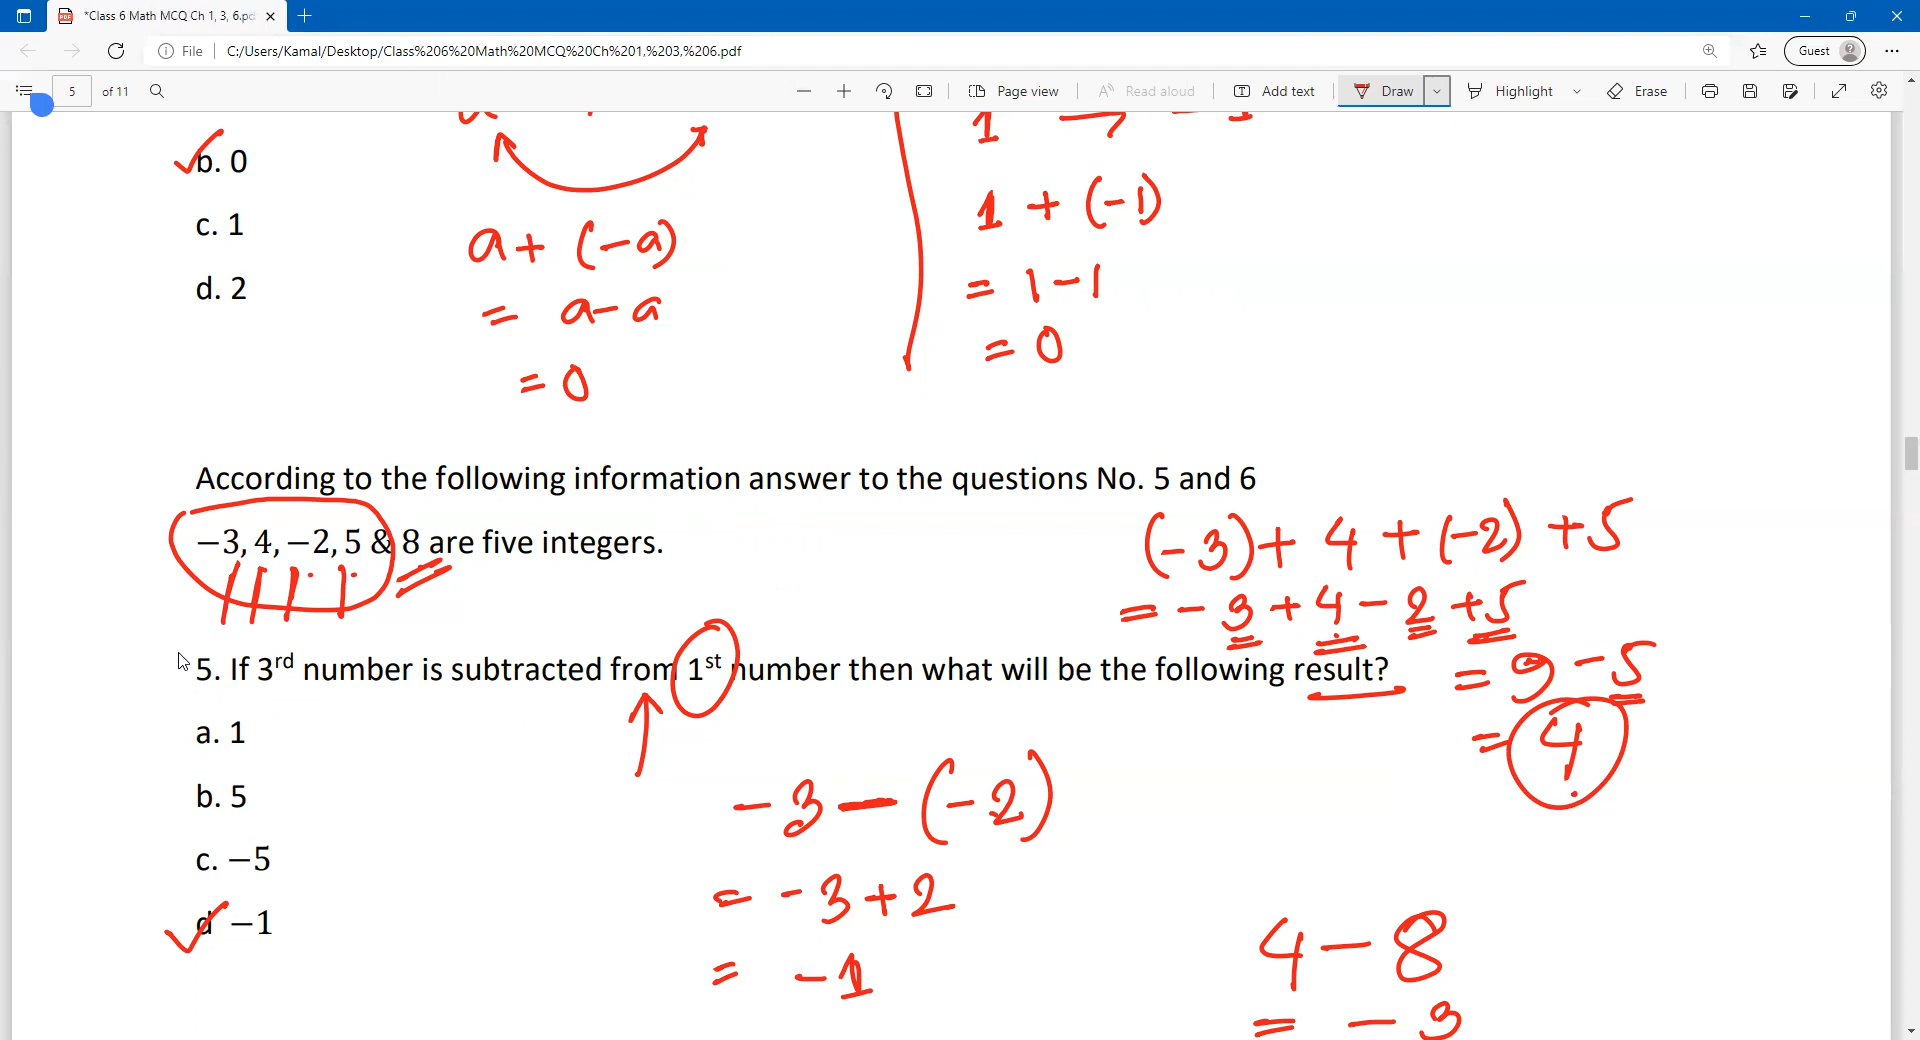 *Class 6 Math MCQ Ch 1, 3, 6.pd
File C:/Users/Kamal/Desktop/Class%206%20Math%20MCQ%20Ch%201,%203,%206.pdf
Guest
5 of 11
Page view
Read aloud
Add text
Draw
Highlight
Erase
b. 0
c. 1
d. 2
a + (-a)
= a - a
= 0
1 + (-1)
= 1 - 1
= 0
According to the following information answer to the questions No. 5 and 6
−3, 4, −2, 5 & 8 are five integers.
(-3) + 4 + (-2) + 5
= - 3 + 4 - 2 + 5
= 9 - 5
= 4
5. If 3rd number is subtracted from 1st number then what will be the following result?
a. 1
b. 5
c. −5
d −1
- 3 - (-2)
= - 3 + 2
= - 1
4 - 8
= - 3